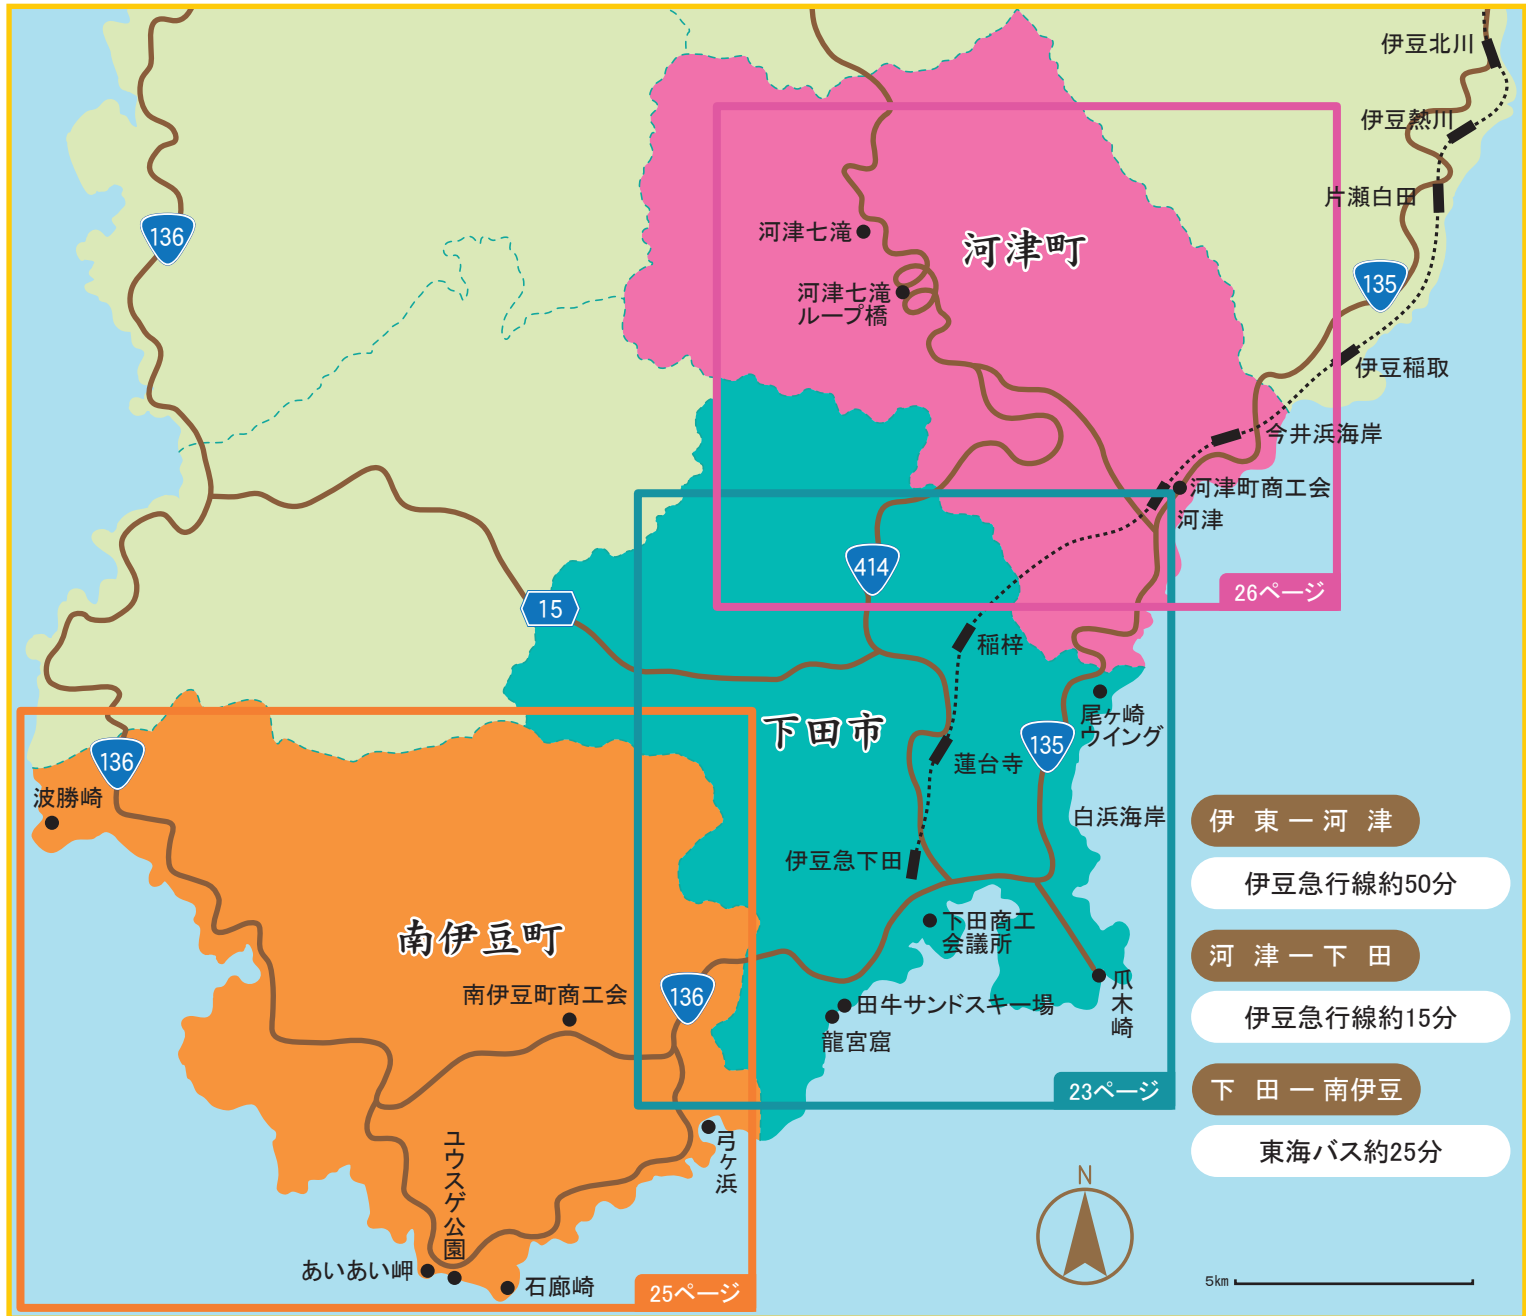 伊豆北川
伊豆熱川
片瀬白田
136
河津七滝
河津町
135
河津七滝
ループ橋
伊豆稲取
今井浜海岸
河津町商工会
河津
414
26ページ
15
稲梓
尾ヶ崎
ウイング
下田市
135
136
蓮台寺
波勝崎
白浜海岸
伊東ー河津
伊豆急下田
伊豆急行線約50分
南伊豆町
下田商工
会議所
河津ー下田
南伊豆町商工会
136
爪木崎
田牛サンドスキー場
伊豆急行線約15分
龍宮窟
23ページ
下田ー南伊豆
弓ヶ浜
ユウスゲ公園
東海バス約25分
N
あいあい岬
石廊崎
25ページ
5km